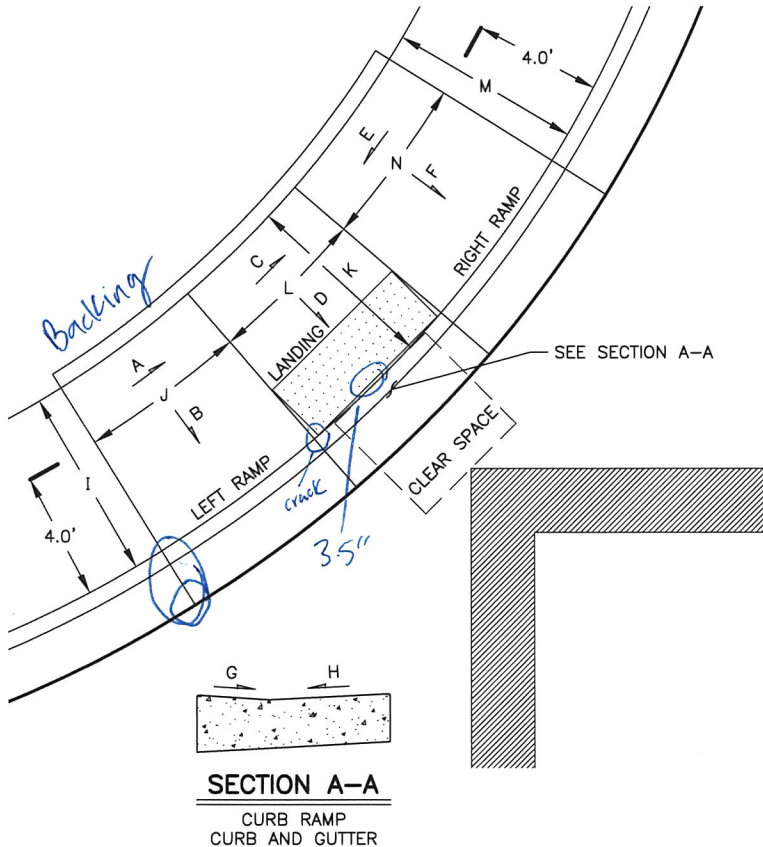 4.0'
M
E
N
F
RIGHT RAMP
C
K
L
D
LANDING
Backing
SEE SECTION A-A
A
J
B
CLEAR SPACE
I
LEFT RAMP
crack
4.0'
3.5"
G
H
SECTION A-A
CURB RAMP
CURB AND GUTTER